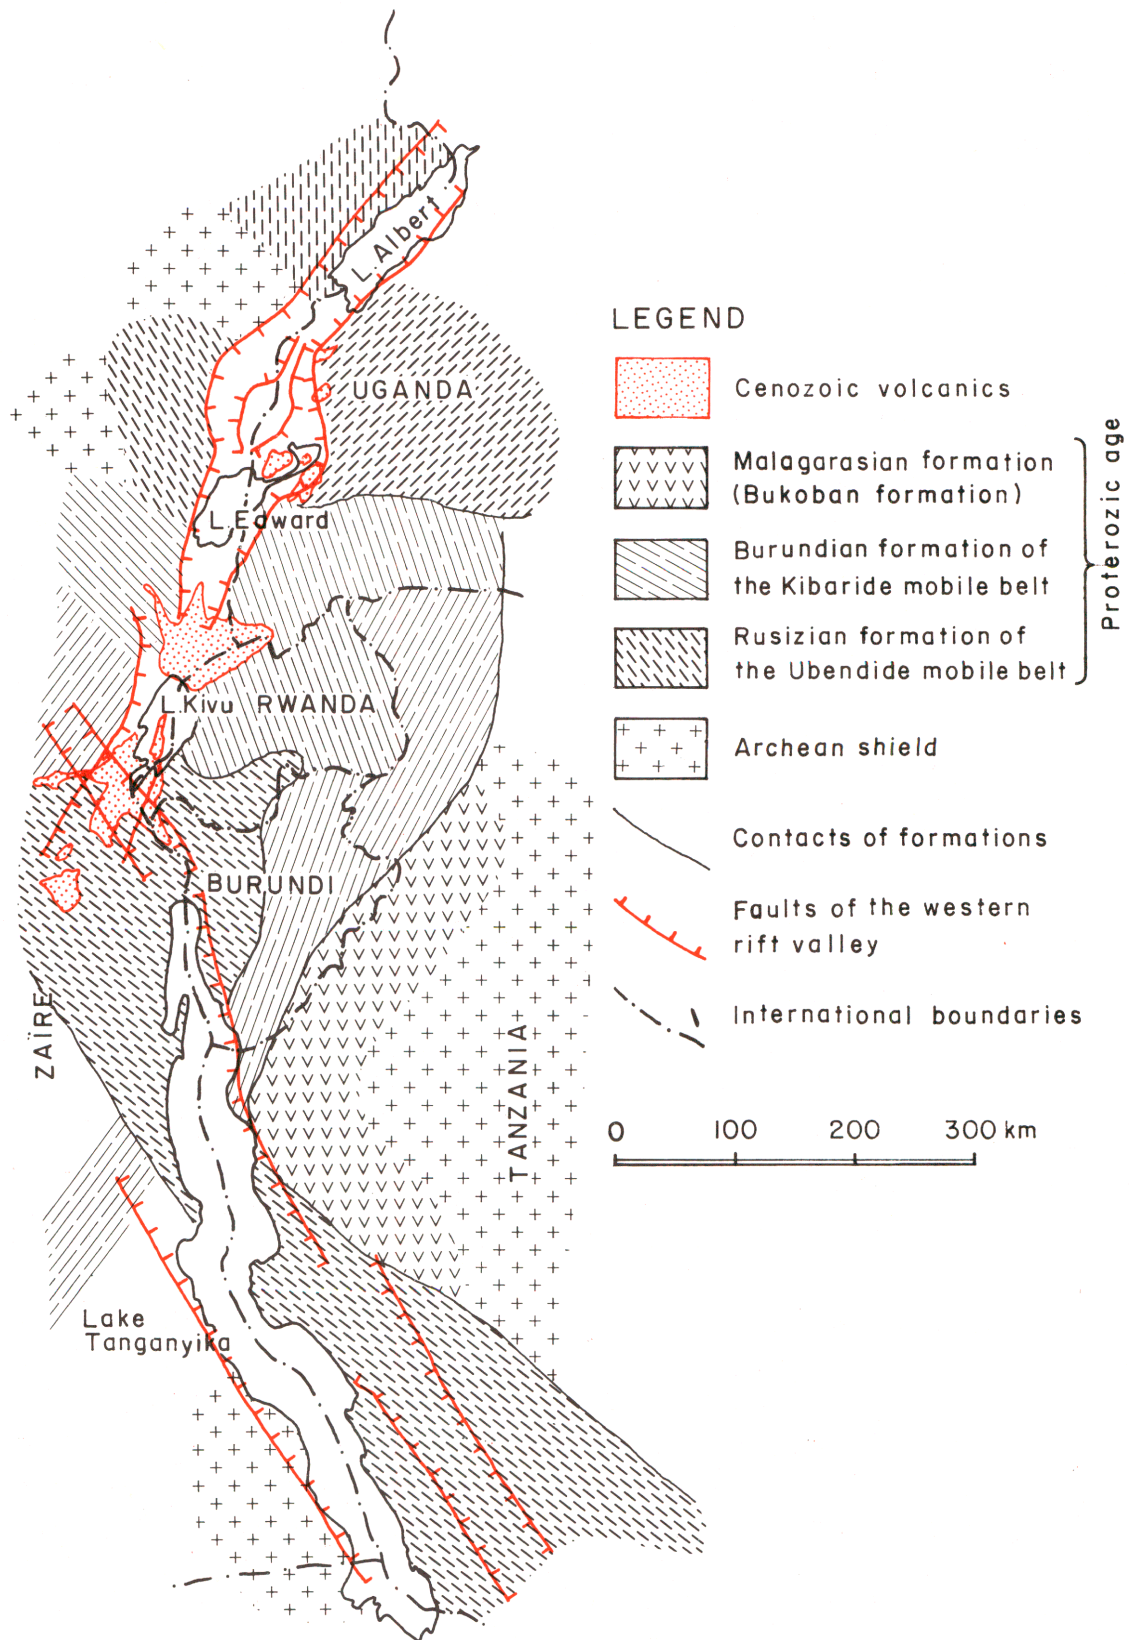 L. Albert
UGANDA
L. Edward
L. Kivu
RWANDA
BURUNDI
ZAÏRE
TANZANIA
Lake
Tanganyika
LEGEND
Cenozoic volcanics
Malagarasian formation
(Bukoban formation)
Burundian formation of
the Kibaride mobile belt
Rusizian formation of
the Ubendide mobile belt
Proterozic age
Archean shield
Contacts of formations
Faults of the western
rift valley
International boundaries
0 100 200 300 km